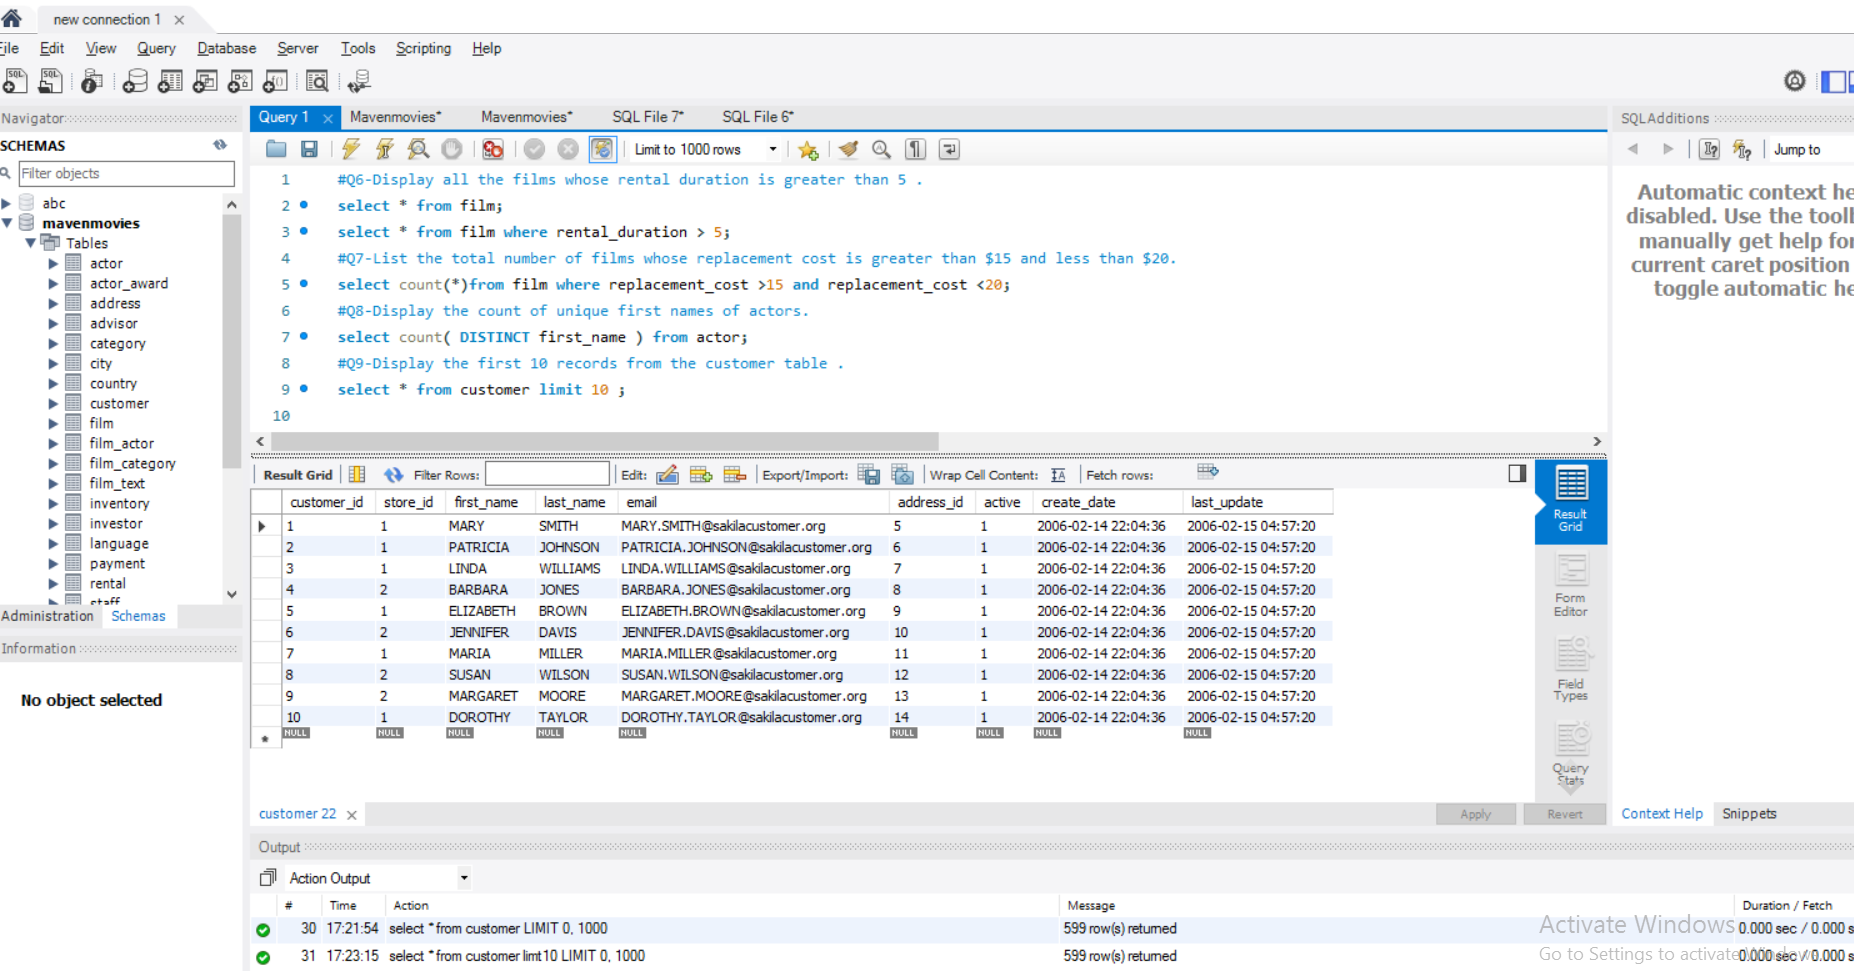 new connection 1
File Edit View Query Database Server Tools Scripting Help
Navigator
SCHEMAS
Filter objects
abc
mavenmovies
Tables
actor
actor_award
address
advisor
category
city
country
customer
film
film_actor
film_category
film_text
inventory
investor
language
payment
rental
staff
Administration Schemas
Information
No object selected
Query 1 Mavenmovies* Mavenmovies* SQL File 7* SQL File 6*
Limit to 1000 rows
1 #Q6-Display all the films whose rental duration is greater than 5 .
2 select * from film;
3 select * from film where rental_duration > 5;
4 #Q7-List the total number of films whose replacement cost is greater than $15 and less than $20.
5 select count(*)from film where replacement_cost >15 and replacement_cost <20;
6 #Q8-Display the count of unique first names of actors.
7 select count( DISTINCT first_name ) from actor;
8 #Q9-Display the first 10 records from the customer table .
9 select * from customer limit 10 ;
10
Result Grid Filter Rows: Edit: Export/Import: Wrap Cell Content: Fetch rows:
customer_id store_id first_name last_name email address_id active create_date last_update
1 1 MARY SMITH MARY.SMITH@sakilacustomer.org 5 1 2006-02-14 22:04:36 2006-02-15 04:57:20
2 1 PATRICIA JOHNSON PATRICIA.JOHNSON@sakilacustomer.org 6 1 2006-02-14 22:04:36 2006-02-15 04:57:20
3 1 LINDA WILLIAMS LINDA.WILLIAMS@sakilacustomer.org 7 1 2006-02-14 22:04:36 2006-02-15 04:57:20
4 2 BARBARA JONES BARBARA.JONES@sakilacustomer.org 8 1 2006-02-14 22:04:36 2006-02-15 04:57:20
5 1 ELIZABETH BROWN ELIZABETH.BROWN@sakilacustomer.org 9 1 2006-02-14 22:04:36 2006-02-15 04:57:20
6 2 JENNIFER DAVIS JENNIFER.DAVIS@sakilacustomer.org 10 1 2006-02-14 22:04:36 2006-02-15 04:57:20
7 1 MARIA MILLER MARIA.MILLER@sakilacustomer.org 11 1 2006-02-14 22:04:36 2006-02-15 04:57:20
8 2 SUSAN WILSON SUSAN.WILSON@sakilacustomer.org 12 1 2006-02-14 22:04:36 2006-02-15 04:57:20
9 2 MARGARET MOORE MARGARET.MOORE@sakilacustomer.org 13 1 2006-02-14 22:04:36 2006-02-15 04:57:20
10 1 DOROTHY TAYLOR DOROTHY.TAYLOR@sakilacustomer.org 14 1 2006-02-14 22:04:36 2006-02-15 04:57:20
NULL NULL NULL NULL NULL NULL NULL NULL NULL
Result
Grid
Form
Editor
Field
Types
Query
Stats
customer 22 Apply Revert
SQLAdditions
Jump to
Automatic context he
disabled. Use the tool
manually get help for
current caret position
toggle automatic he
Context Help Snippets
Output
Action Output
# Time Action Message Duration / Fetch
30 17:21:54 select * from customer LIMIT 0, 1000 599 row(s) returned 0.000 sec / 0.000 s
31 17:23:15 select * from customer limt 10 LIMIT 0, 1000 599 row(s) returned 0.000 sec / 0.000 s
Activate Windows
Go to Settings to activate Windows.